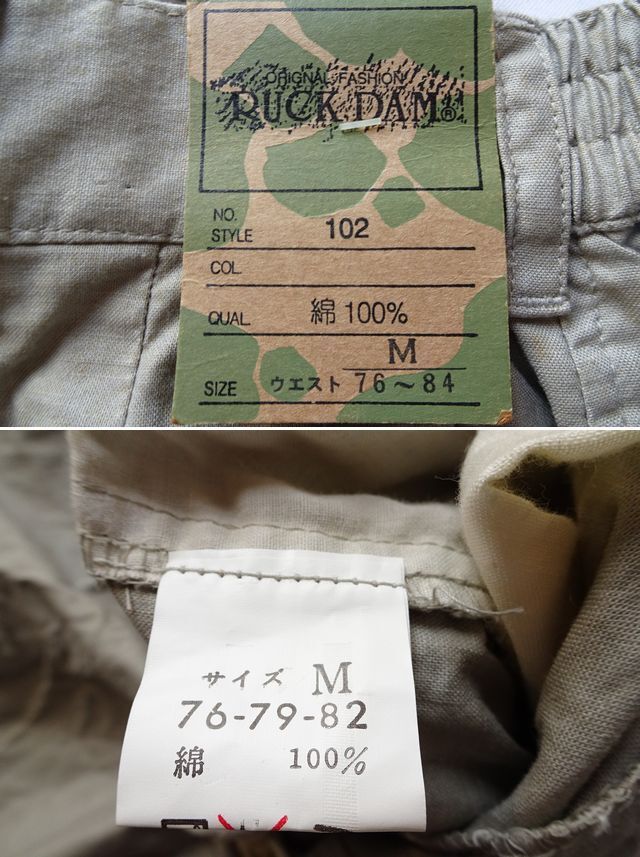 ORIGNAL FASHION
RUCK DAM®
NO.
STYLE 102
COL.
QUAL. 綿 100%
M
SIZE ウエスト 76〜84
サイズ M
76-79-82
綿 100%